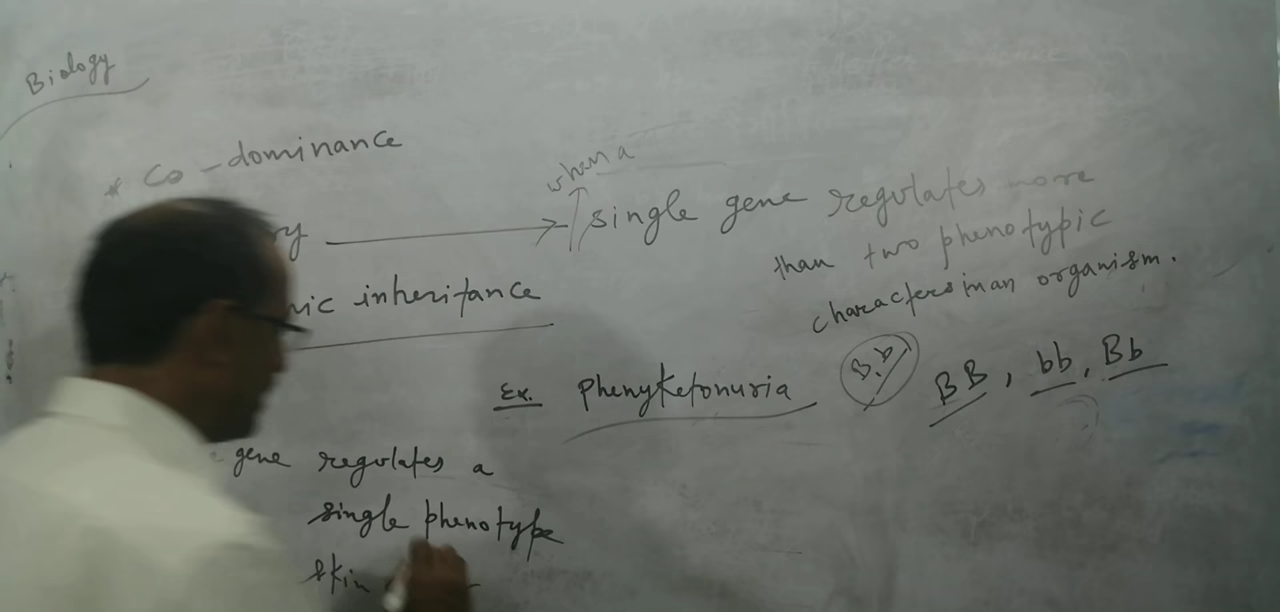 Biology
* Co-dominance
when a
single gene regulates more
than two phenotypic
characters in an organism.
inheritance
Ex. Phenyketonuria
B.b
BB, bb, Bb
gene regulates a
single phenotype
skin